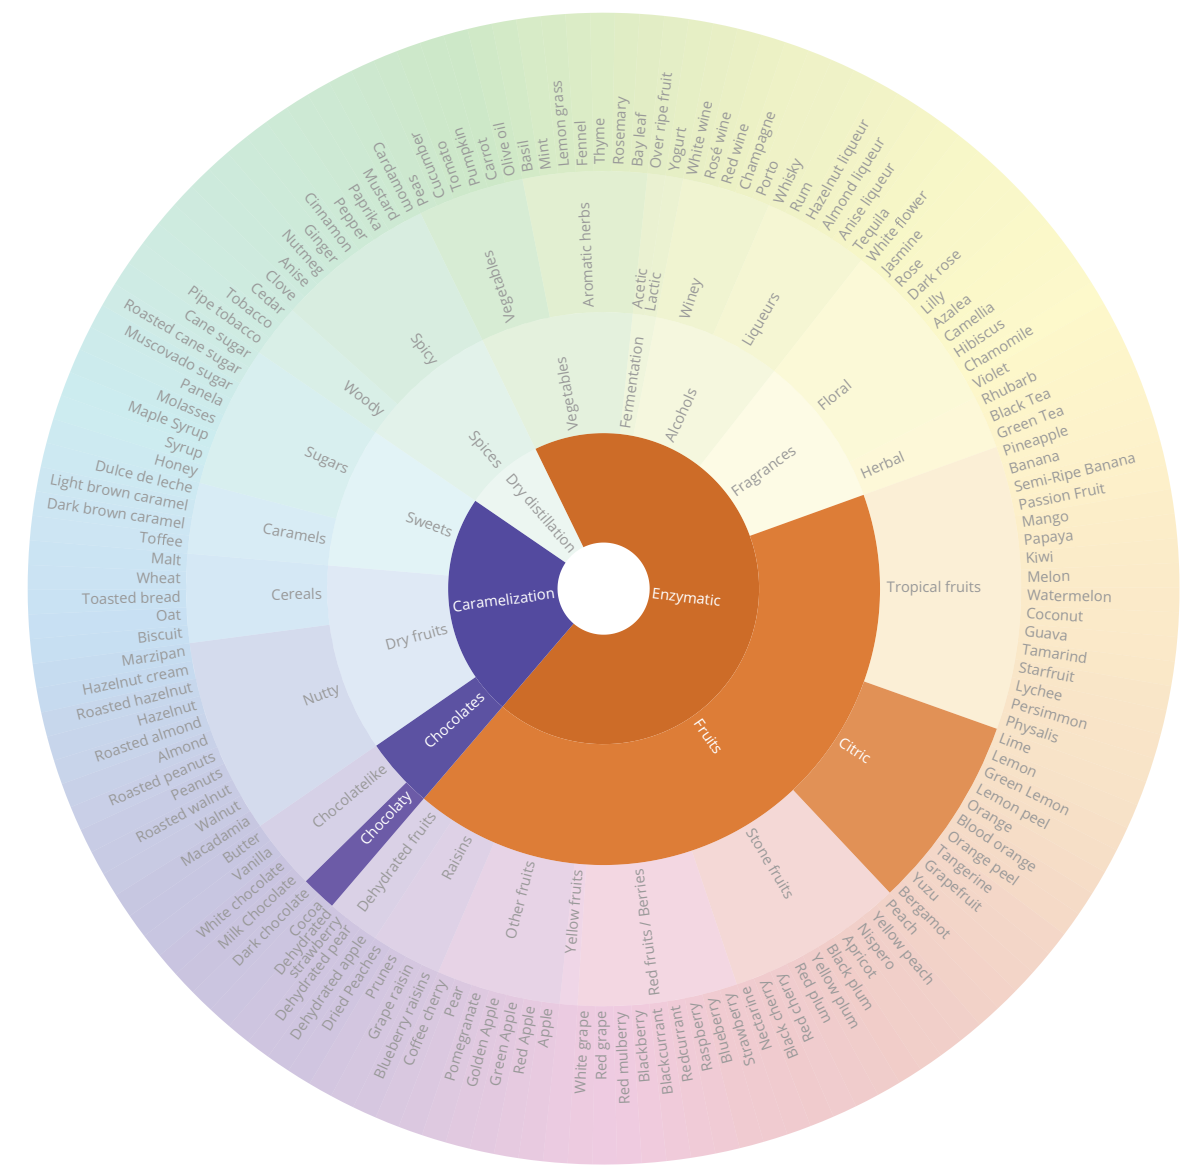 Enzymatic
Caramelization
Dry distillation
Vegetables
Fermentation
Alcohols
Fragrances
Fruits
Chocolates
Dry fruits
Sweets
Spices
Vegetables
Aromatic herbs
Acetic
Lactic
Winey
Liqueurs
Floral
Herbal
Tropical fruits
Citric
Stone fruits
Red fruits / Berries
Yellow fruits
Other fruits
Raisins
Dehydrated fruits
Chocolaty
Chocolatelike
Nutty
Cereals
Caramels
Sugars
Woody
Spicy
Peas
Cucumber
Tomato
Pumpkin
Carrot
Olive oil
Basil
Mint
Lemon grass
Fennel
Thyme
Rosemary
Bay leaf
Over ripe fruit
Yogurt
White wine
Rosé wine
Red wine
Champagne
Porto
Whisky
Rum
Hazelnut liqueur
Almond liqueur
Anise liqueur
Tequila
White flower
Jasmine
Rose
Dark rose
Lilly
Azalea
Camellia
Hibiscus
Chamomile
Violet
Rhubarb
Black Tea
Green Tea
Pineapple
Banana
Semi-Ripe Banana
Passion Fruit
Mango
Papaya
Kiwi
Melon
Watermelon
Coconut
Guava
Tamarind
Starfruit
Lychee
Persimmon
Physalis
Lime
Lemon
Green Lemon
Lemon peel
Orange
Blood orange
Orange peel
Tangerine
Grapefruit
Yuzu
Bergamot
Peach
Yellow peach
Nispero
Apricot
Black plum
Yellow plum
Red plum
Red cherry
Black cherry
Nectarine
Strawberry
Blueberry
Raspberry
Redcurrant
Blackcurrant
Blackberry
Red mulberry
Red grape
White grape
Apple
Red Apple
Green Apple
Golden Apple
Pomegranate
Pear
Coffee cherry
Blueberry raisins
Grape raisin
Prunes
Dried Peaches
Dehydrated apple
Dehydrated pear
Dehydrated
strawberry
Cocoa
Dark chocolate
Milk Chocolate
White chocolate
Vanilla
Butter
Macadamia
Walnut
Roasted walnut
Peanuts
Roasted peanuts
Almond
Roasted almond
Hazelnut
Roasted hazelnut
Hazelnut cream
Marzipan
Biscuit
Oat
Toasted bread
Wheat
Malt
Toffee
Dark brown caramel
Light brown caramel
Dulce de leche
Honey
Syrup
Maple Syrup
Molasses
Panela
Muscovado sugar
Roasted cane sugar
Cane sugar
Pipe tobacco
Tobacco
Cedar
Clove
Anise
Nutmeg
Ginger
Cinnamon
Pepper
Paprika
Mustard
Cardamom